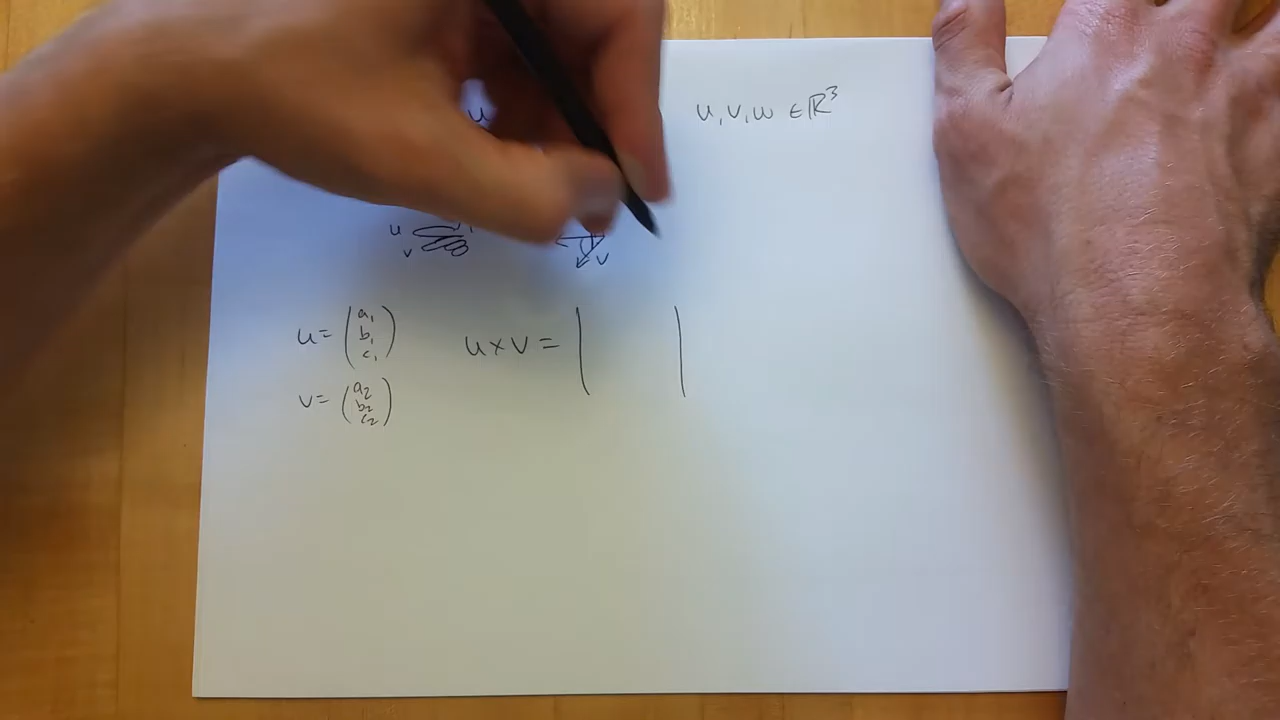 u u, v, w ∈ ℝ³
u
v v
u = (a₁ b₁ c₁) u × v = | |
v = (a₂ b₂ c₂)